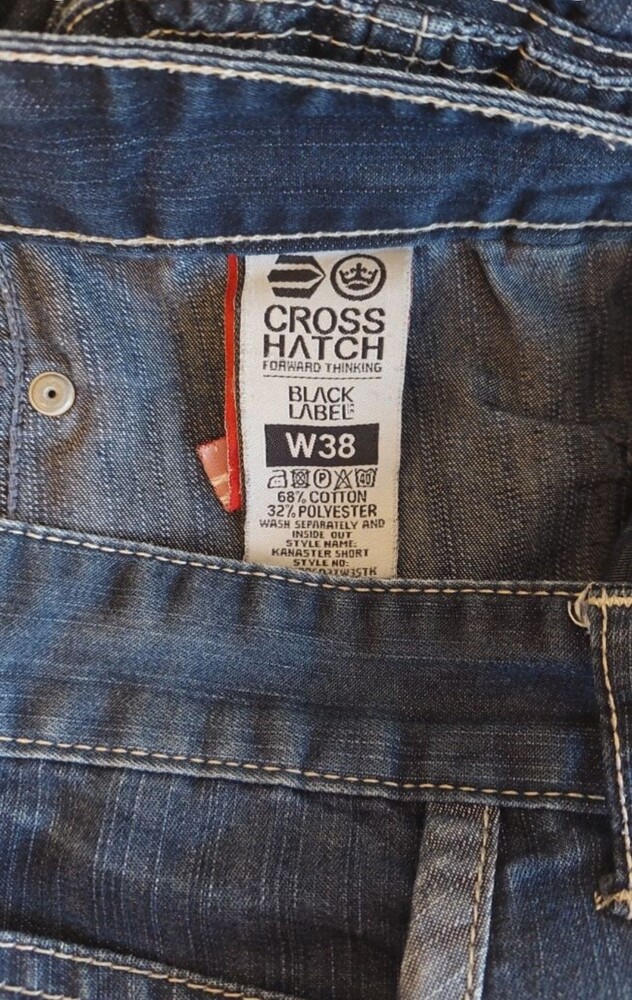 CROSS
HATCH
FORWARD THINKING
BLACK
LABEL
W38
P 40
68% COTTON
32% POLYESTER
WASH SEPARATELY AND
INSIDE OUT
STYLE NAME:
KANASTER SHORT
STYLE NO: